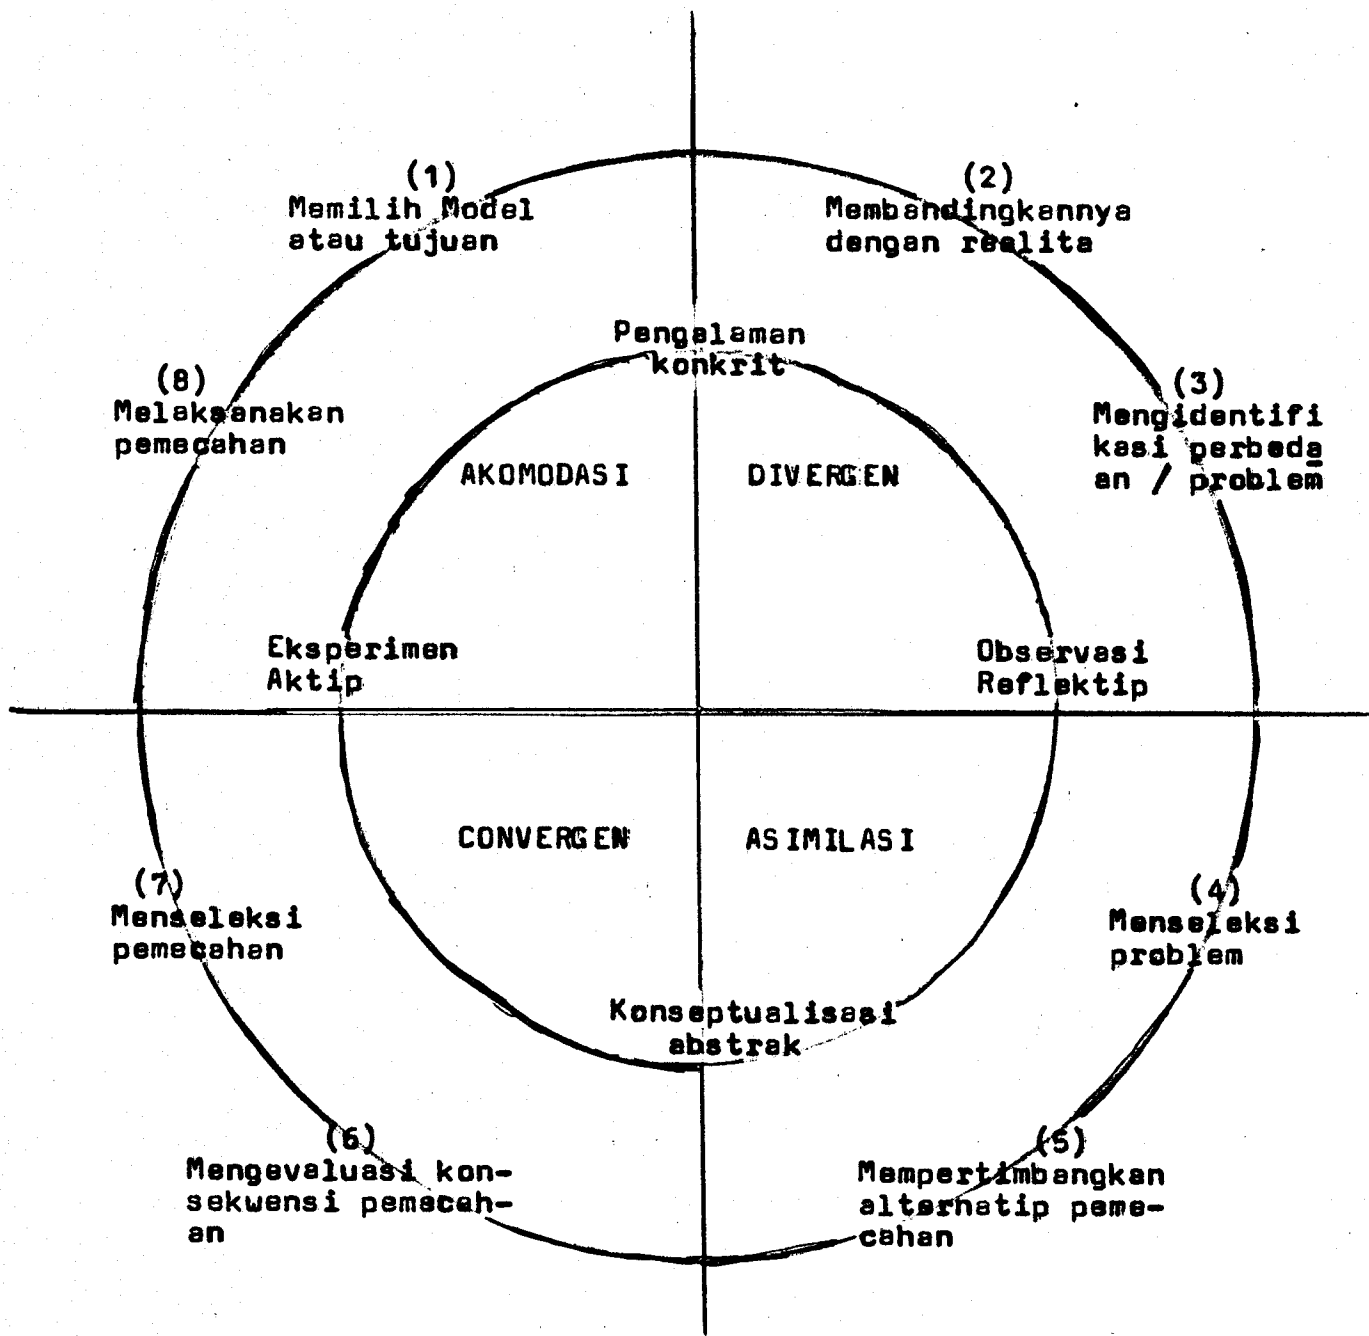 (1)
Memilih Model
atau tujuan
(2)
Membandingkannya
dengan realita
Pengalaman
konkrit
(8)
Melaksanakan
pemecahan
(3)
Mengidentifi
kasi perbeda
an / problem
AKOMODASI
DIVERGEN
Eksperimen
Aktip
Observasi
Reflektip
CONVERGEN
ASIMILASI
(7)
Menseleksi
pemecahan
(4)
Menseleksi
problem
Konseptualisasi
abstrak
(6)
Mengevaluasi kon-
sekuensi pemecah-
an
(5)
Mempertimbangkan
alternatip peme-
cahan